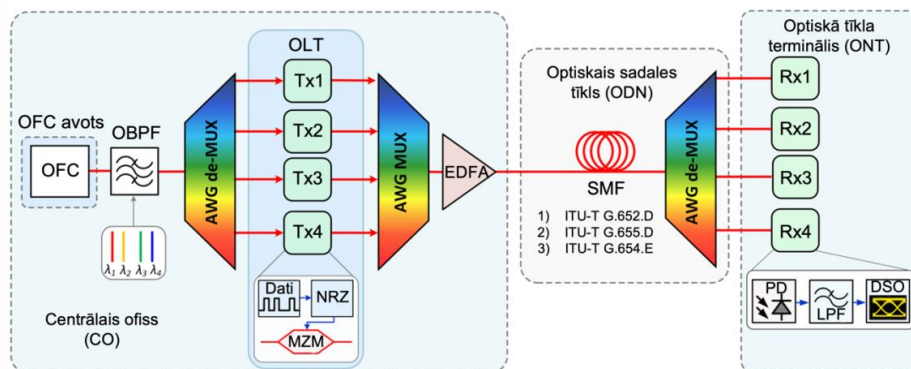 OFC avots
OFC
OBPF
λ1 λ2 λ3 λ4
Centrālais ofiss
(CO)
AWG de-MUX
OLT
Tx1
Tx2
Tx3
Tx4
Dati
NRZ
MZM
AWG MUX
EDFA
Optiskais sadales
tīkls (ODN)
SMF
1) ITU-T G.652.D
2) ITU-T G.655.D
3) ITU-T G.654.E
AWG de-MUX
Optiskā tīkla
terminālis (ONT)
Rx1
Rx2
Rx3
Rx4
PD
LPF
DSO